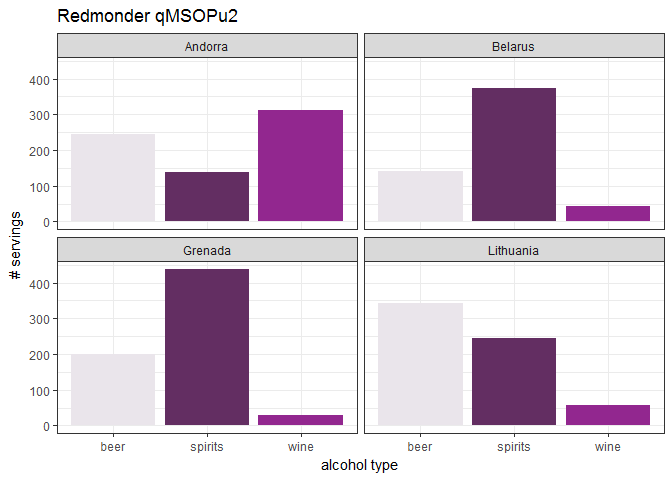 Redmonder qMSOPu2
Andorra
Belarus
400
300
200
100
0
Grenada
Lithuania
400
300
200
100
0
# servings
beer
spirits
wine
beer
spirits
wine
alcohol type